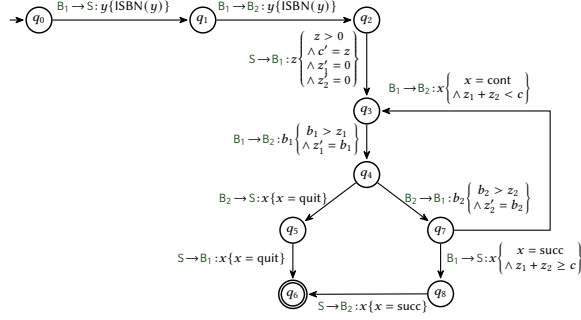 B₁→S: y{ISBN(y)} B₁→B₂: y{ISBN(y)}
q₀ q₁ q₂
S→B₁: z { z > 0
∧ c′ = z
∧ z′₁ = 0
∧ z′₂ = 0 }
B₁→B₂: x { x = cont
∧ z₁ + z₂ < c }
q₃
B₁→B₂: b₁ { b₁ > z₁
∧ z′₁ = b₁ }
q₄
B₂→S: x{x = quit} B₂→B₁: b₂ { b₂ > z₂
∧ z′₂ = b₂ }
q₅ q₇
S→B₁: x{x = quit} B₁→S: x { x = succ
∧ z₁ + z₂ ≥ c }
q₆ q₈
S→B₂: x{x = succ}